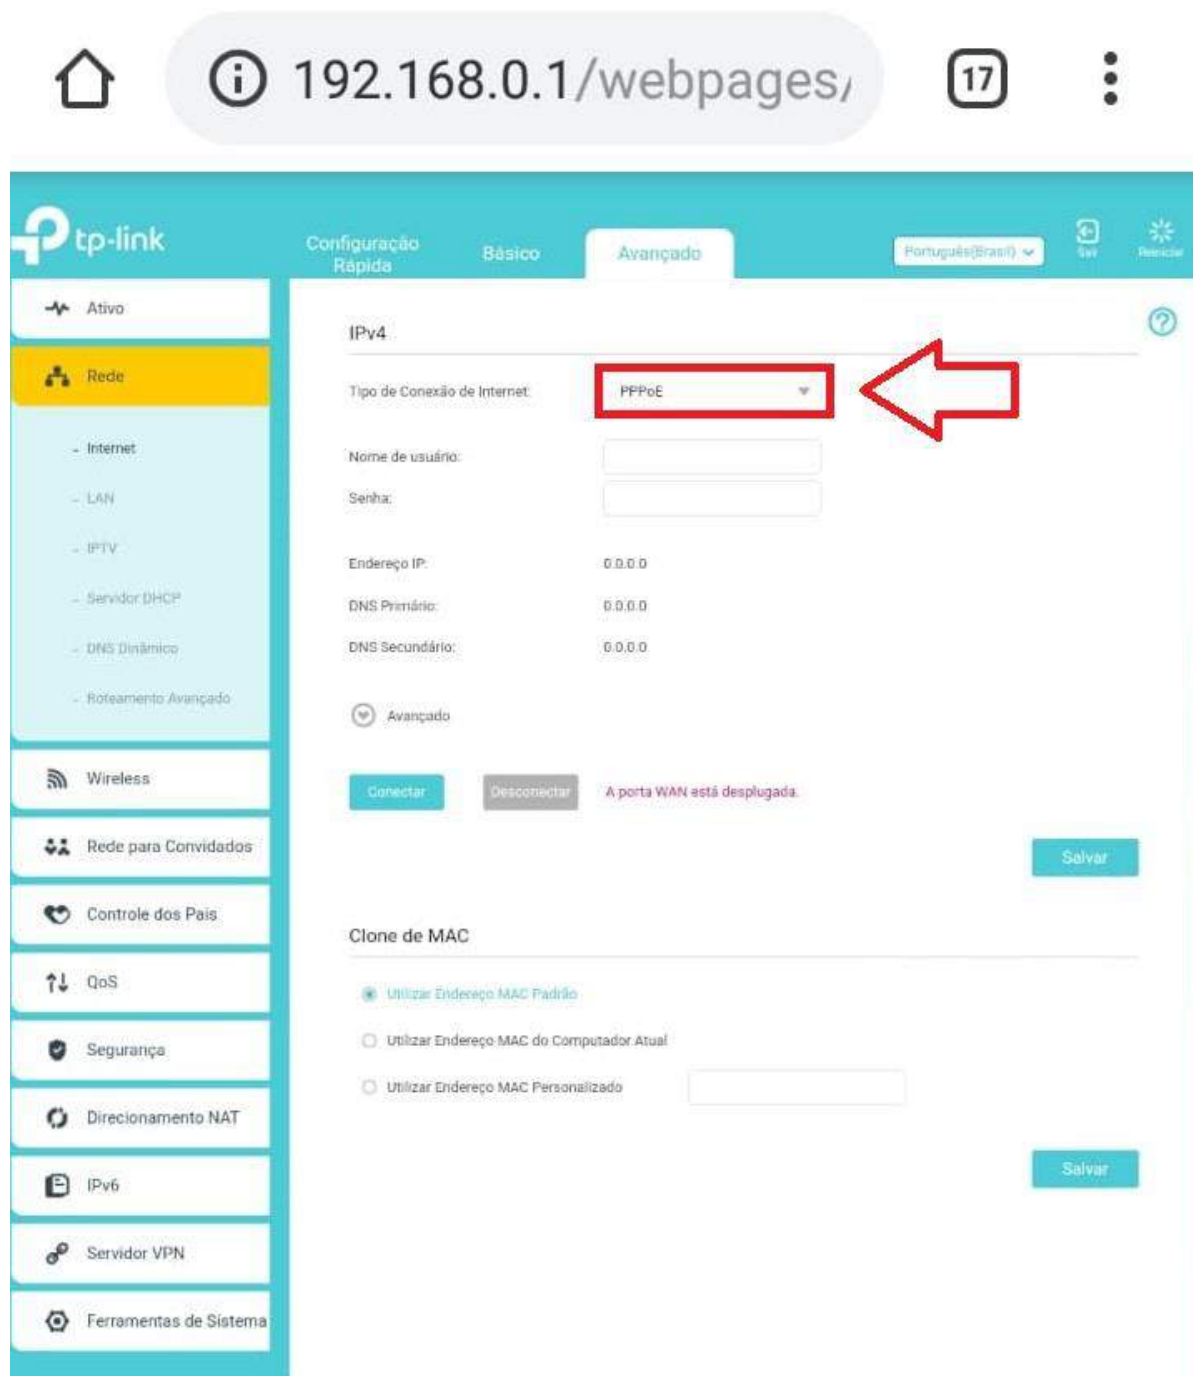 192.168.0.1/webpages/
17
tp-link
Configuração
Rápida
Básico
Avançado
Português(Brasil)
Sair
Reiniciar
Ativo
Rede
- Internet
- LAN
- IPTV
- Servidor DHCP
- DNS Dinâmico
- Roteamento Avançado
Wireless
Rede para Convidados
Controle dos Pais
QoS
Segurança
Direcionamento NAT
IPv6
Servidor VPN
Ferramentas de Sistema
IPv4
Tipo de Conexão de Internet: PPPoE
Nome de usuário:
Senha:
Endereço IP: 0.0.0.0
DNS Primário: 0.0.0.0
DNS Secundário: 0.0.0.0
Avançado
Conectar Desconectar A porta WAN está desplugada.
Salvar
Clone de MAC
Utilizar Endereço MAC Padrão
Utilizar Endereço MAC do Computador Atual
Utilizar Endereço MAC Personalizado
Salvar